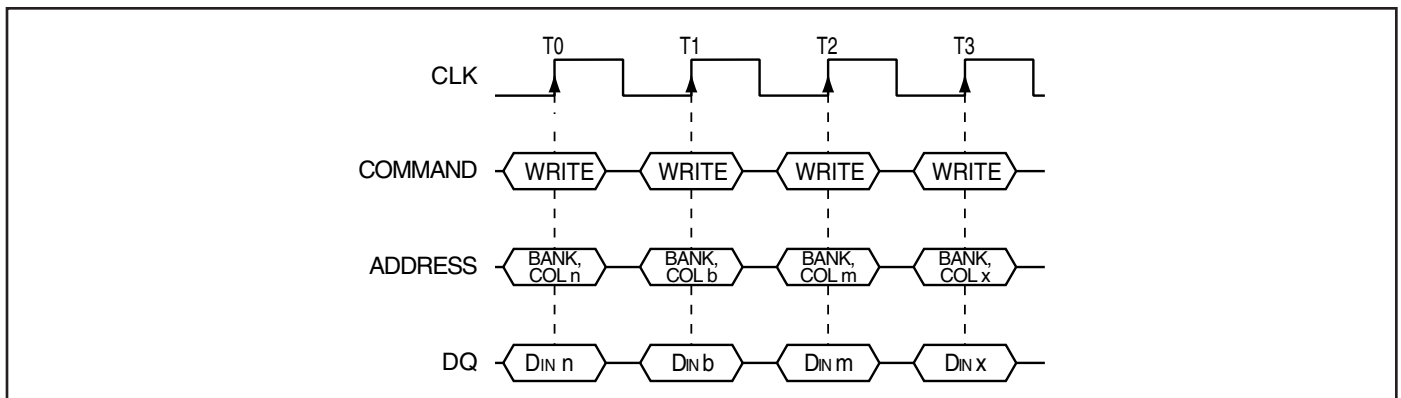 T0 T1 T2 T3
CLK
COMMAND WRITE WRITE WRITE WRITE
ADDRESS BANK, COL n BANK, COL b BANK, COL m BANK, COL x
DQ DIN n DIN b DIN m DIN x